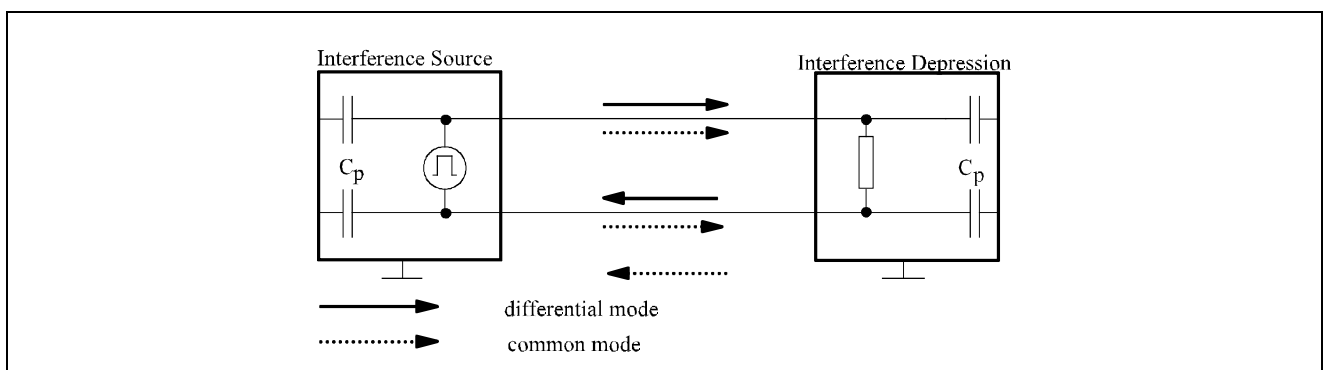 Interference Source
Interference Depression
Cp
Cp
differential mode
common mode